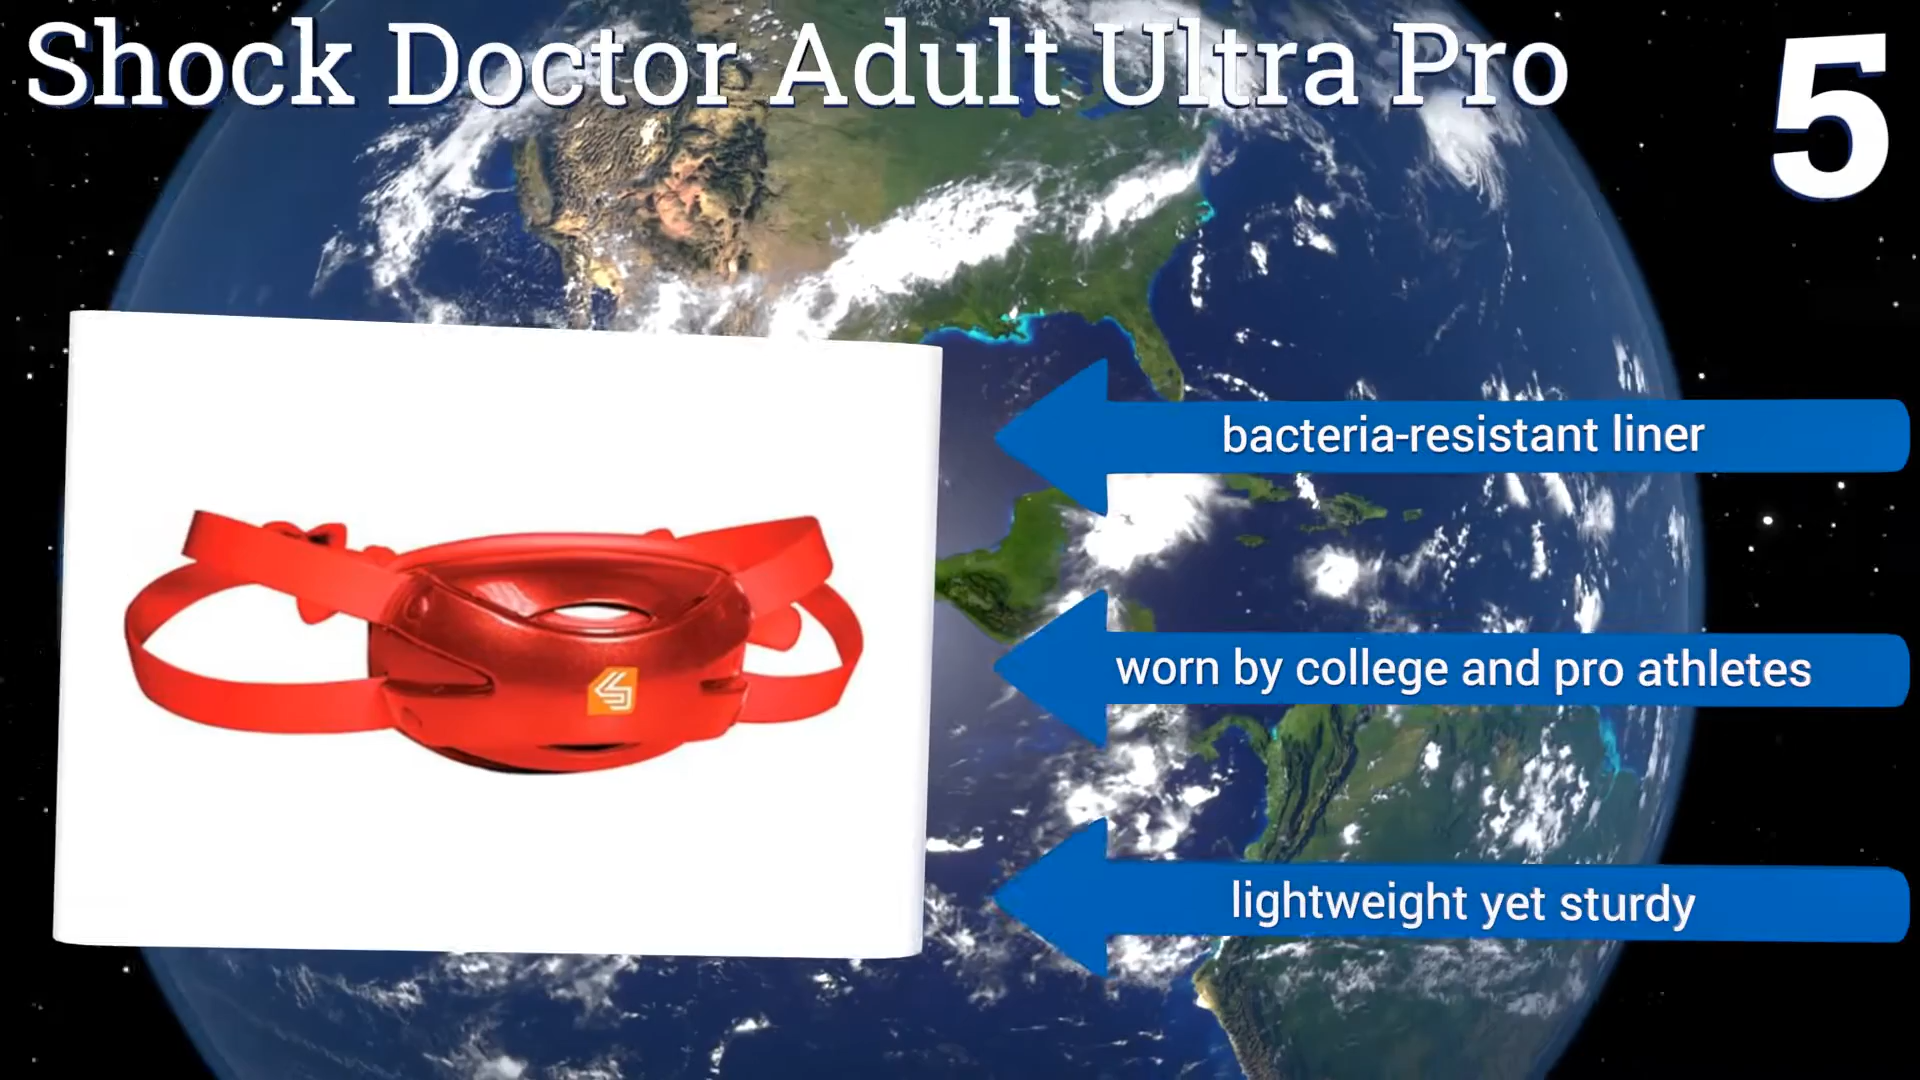 Shock Doctor Adult Ultra Pro
5
bacteria-resistant liner
worn by college and pro athletes
lightweight yet sturdy